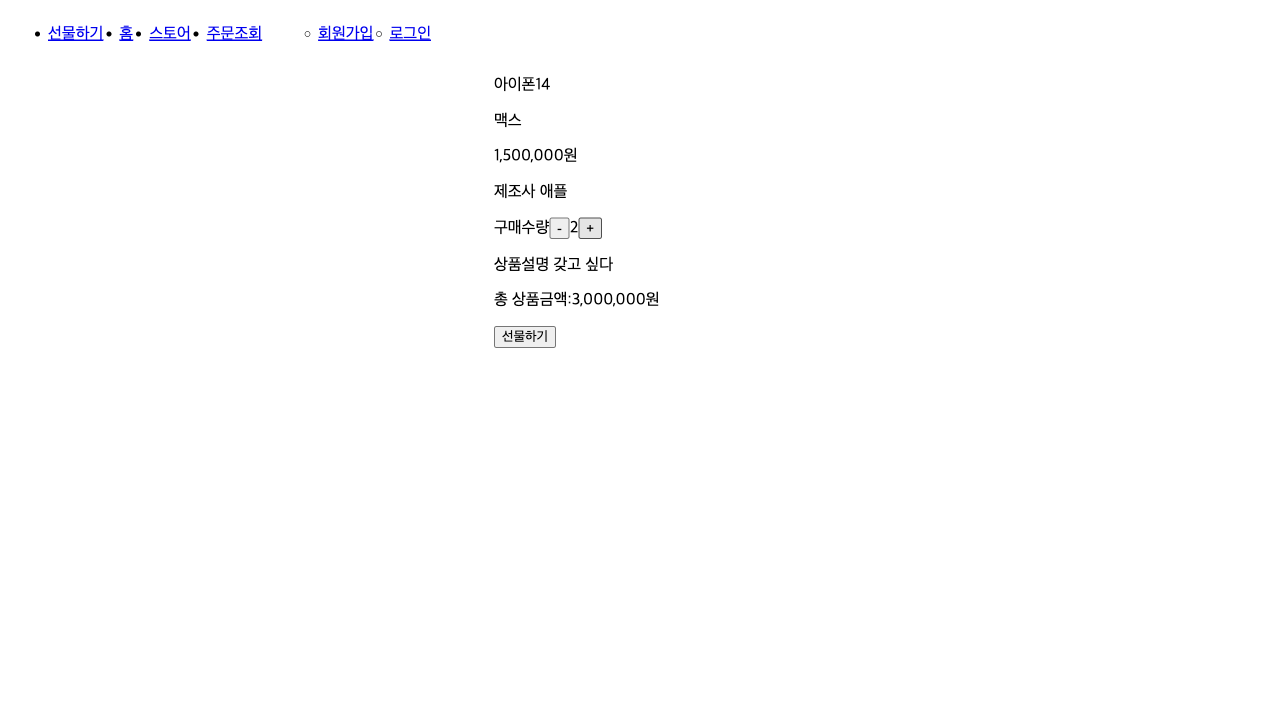 선물하기 홈 스토어 주문조회 회원가입 로그인
아이폰14
맥스
1,500,000원
제조사 애플
구매수량 - 2 +
상품설명 갖고 싶다
총 상품금액:3,000,000원
선물하기